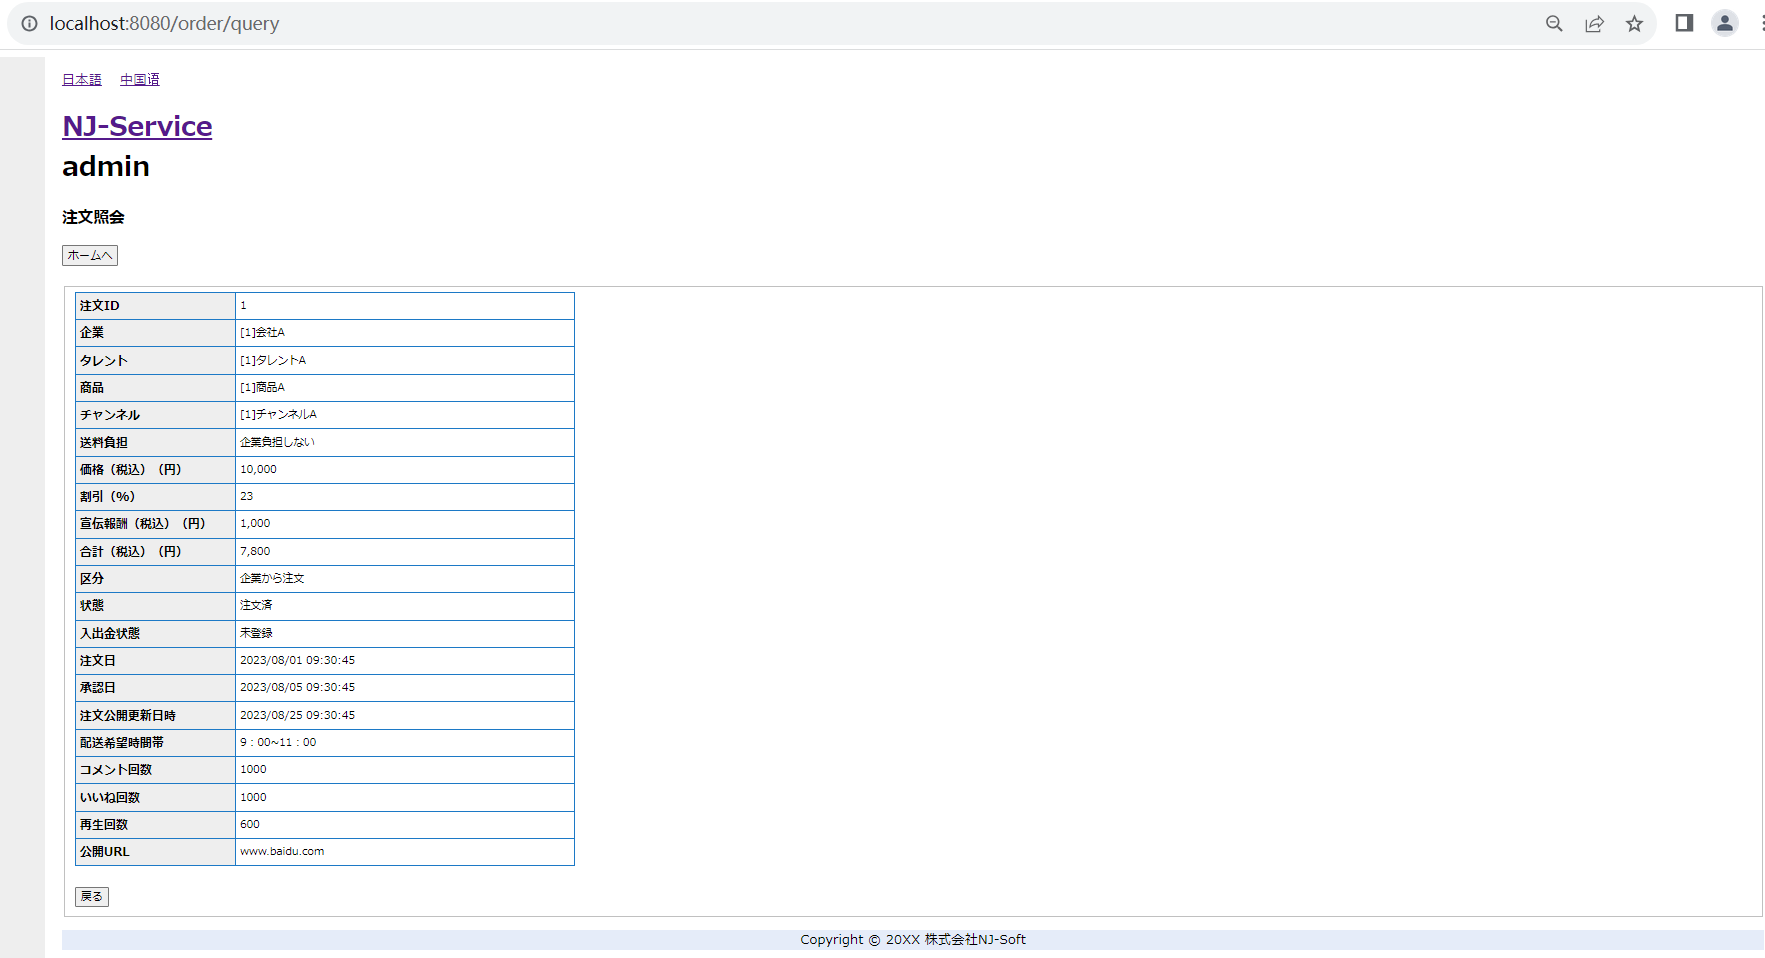 localhost:8080/order/query
日本語 中国语
NJ-Service
admin
注文照会
ホームへ
注文ID 1
企業 [1]会社A
タレント [1]タレントA
商品 [1]商品A
チャンネル [1]チャンネルA
送料負担 企業負担しない
価格（税込）（円） 10,000
割引（%） 23
宣伝報酬（税込）（円） 1,000
合計（税込）（円） 7,800
区分 企業から注文
状態 注文済
入出金状態 未登録
注文日 2023/08/01 09:30:45
承認日 2023/08/05 09:30:45
注文公開更新日時 2023/08/25 09:30:45
配送希望時間帯 9：00~11：00
コメント回数 1000
いいね回数 1000
再生回数 600
公開URL www.baidu.com
戻る
Copyright © 20XX 株式会社NJ-Soft